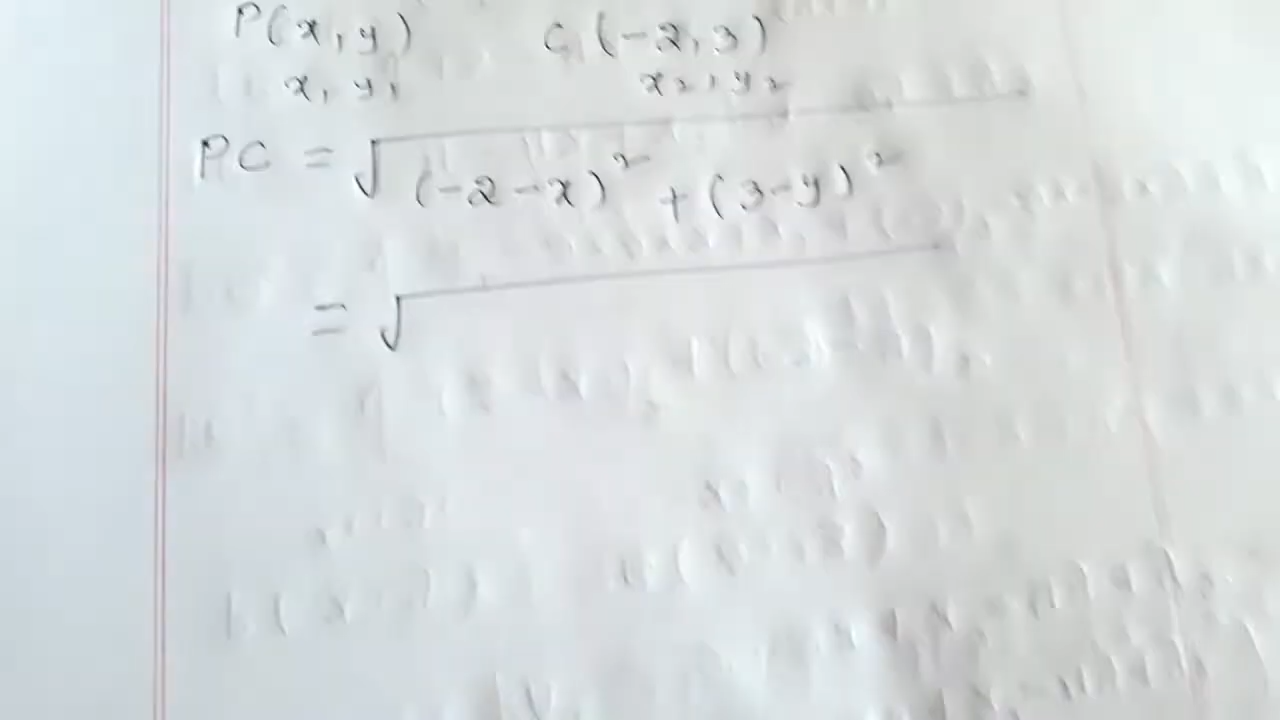 P(x, y) C(-2, 3)
x₁ y₁ x₂, y₂
PC = √(-2-x)² + (3-y)²
= √